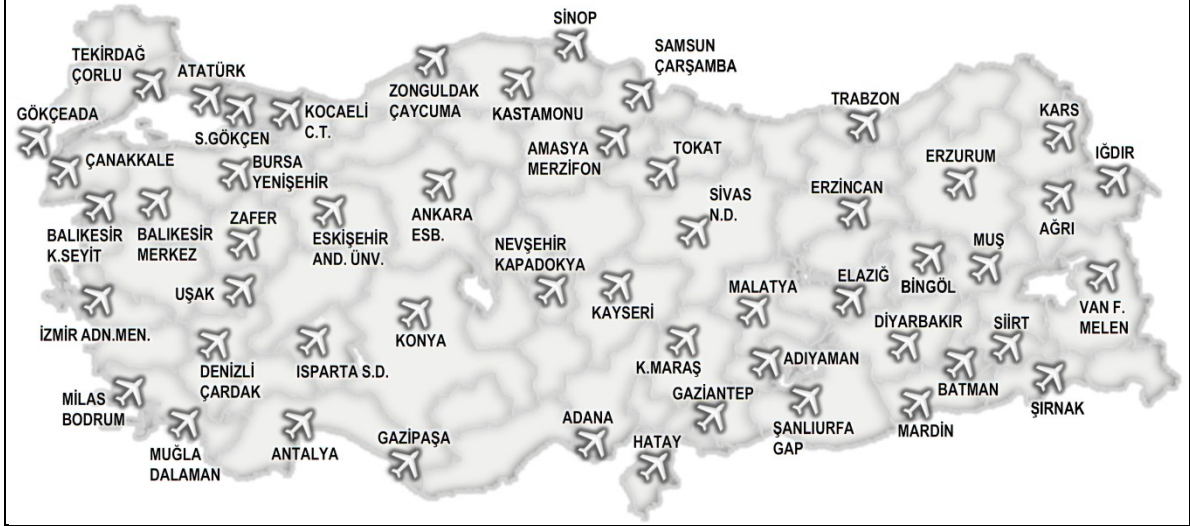 SİNOP
TEKİRDAĞ
ÇORLU
ATATÜRK
SAMSUN
ÇARŞAMBA
ZONGULDAK
ÇAYCUMA
KASTAMONU
TRABZON
KARS
GÖKÇEADA
S.GÖKÇEN
KOCAELİ
C.T.
AMASYA
MERZİFON
TOKAT
ERZURUM
IĞDIR
ÇANAKKALE
BURSA
YENİŞEHİR
ANKARA
ESB.
SİVAS
N.D.
ERZİNCAN
AĞRI
BALIKESİR
K.SEYİT
BALIKESİR
MERKEZ
ZAFER
ESKİŞEHİR
AND. ÜNV.
NEVŞEHİR
KAPADOKYA
MUŞ
UŞAK
KAYSERİ
MALATYA
ELAZIĞ
BİNGÖL
VAN F.
MELEN
İZMİR ADN.MEN.
KONYA
DİYARBAKIR
SİİRT
DENİZLİ
ÇARDAK
ISPARTA S.D.
K.MARAŞ
ADIYAMAN
BATMAN
ŞIRNAK
MİLAS
BODRUM
GAZİANTEP
MUĞLA
DALAMAN
ANTALYA
GAZİPAŞA
ADANA
HATAY
ŞANLIURFA
GAP
MARDİN